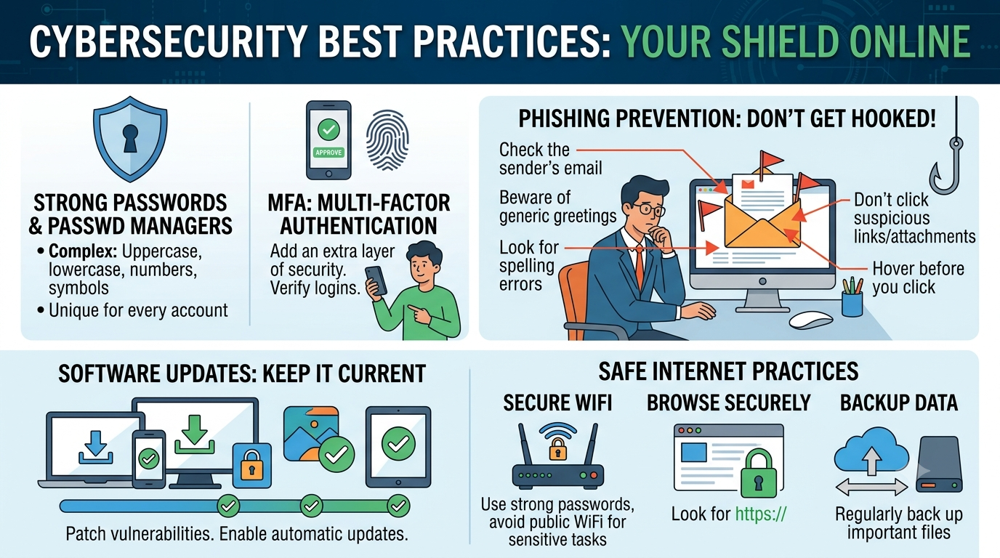 CYBERSECURITY BEST PRACTICES: YOUR SHIELD ONLINE
STRONG PASSWORDS
& PASSWD MANAGERS
• Complex: Uppercase,
lowercase, numbers,
symbols
• Unique for every account
APPROVE
MFA: MULTI-FACTOR
AUTHENTICATION
Add an extra layer
of security.
Verify logins.
PHISHING PREVENTION: DON'T GET HOOKED!
Check the
sender's email
Beware of
generic greetings
Look for
spelling
errors
Don't click
suspicious
links/attachments
Hover before
you click
SOFTWARE UPDATES: KEEP IT CURRENT
Patch vulnerabilities. Enable automatic updates.
SAFE INTERNET PRACTICES
SECURE WIFI
Use strong passwords,
avoid public WiFi for
sensitive tasks
BROWSE SECURELY
Look for https://
BACKUP DATA
Regularly back up
important files